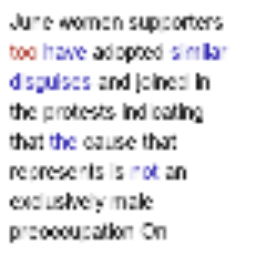 June women supporters
too have adopted similar
disguises and joined in
the protests indicating
that the cause that
represents is not an
exclusively male
preoccupation On